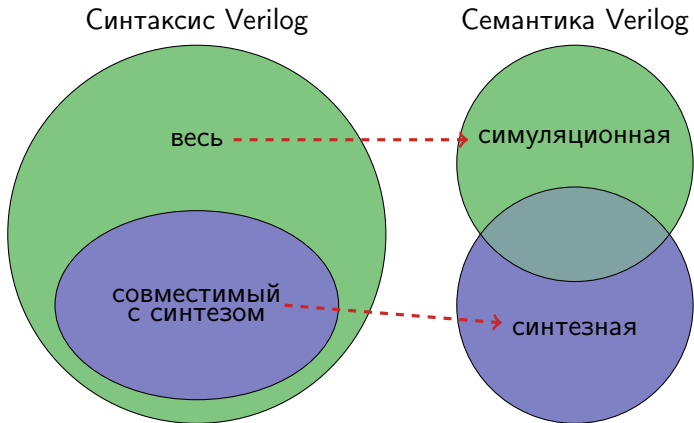 Синтаксис Verilog
Семантика Verilog
весь
симуляционная
совместимый
с синтезом
синтезная